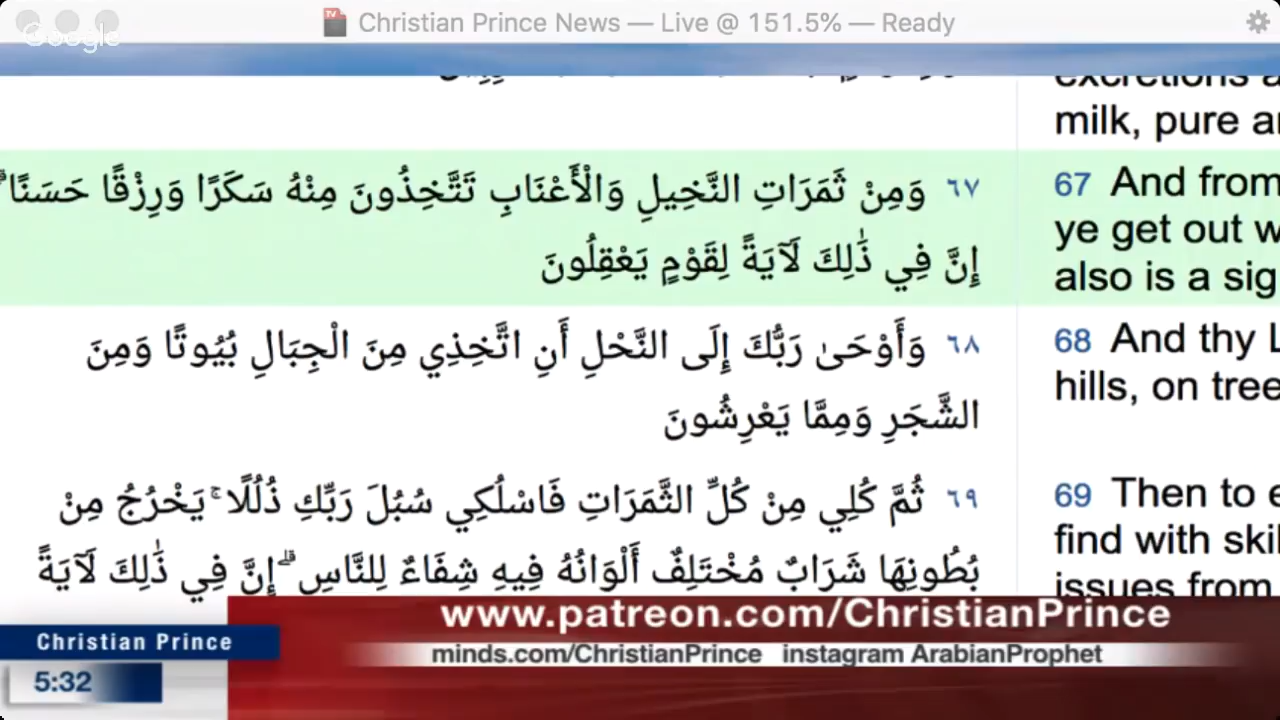 Christian Prince News — Live @ 151.5% — Ready
Google
milk, pure
٦٧ وَمِنْ ثَمَرَاتِ النَّخِيلِ وَالْأَعْنَابِ تَتَّخِذُونَ مِنْهُ سَكَرًا وَرِزْقًا حَسَنًا ۗ
إِنَّ فِي ذَٰلِكَ لَآيَةً لِقَوْمٍ يَعْقِلُونَ
67 And from
ye get out w
also is a sig
٦٨ وَأَوْحَىٰ رَبُّكَ إِلَى النَّحْلِ أَنِ اتَّخِذِي مِنَ الْجِبَالِ بُيُوتًا وَمِنَ
الشَّجَرِ وَمِمَّا يَعْرِشُونَ
68 And thy L
hills, on tree
٦٩ ثُمَّ كُلِي مِنْ كُلِّ الثَّمَرَاتِ فَاسْلُكِي سُبُلَ رَبِّكِ ذُلُلًا ۚ يَخْرُجُ مِنْ
بُطُونِهَا شَرَابٌ مُخْتَلِفٌ أَلْوَانُهُ فِيهِ شِفَاءٌ لِلنَّاسِ ۗ إِنَّ فِي ذَٰلِكَ لَآيَةً
69 Then to e
find with skil
issues from
www.patreon.com/ChristianPrince
minds.com/ChristianPrince instagram ArabianProphet
Christian Prince
5:32